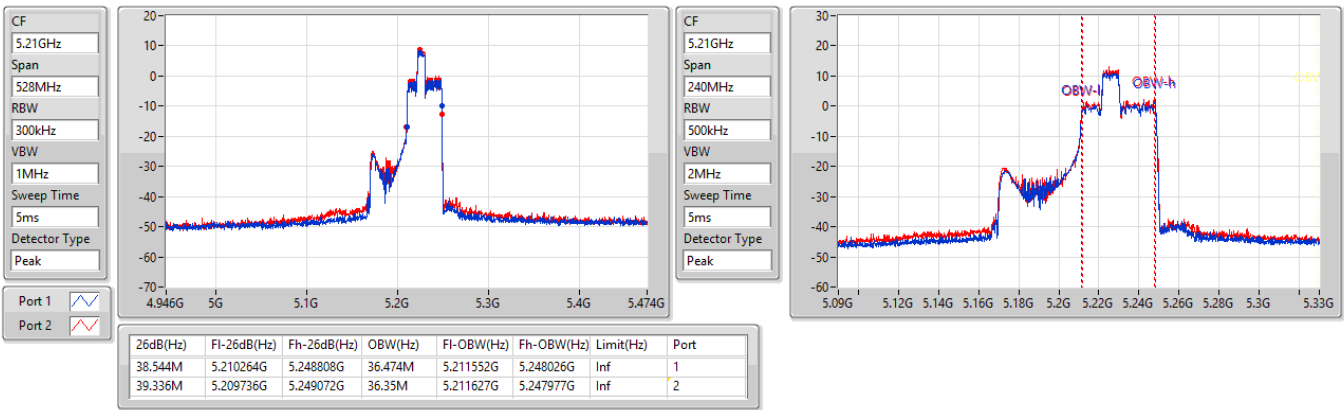 CF
5.21GHz
Span
528MHz
RBW
300kHz
VBW
1MHz
Sweep Time
5ms
Detector Type
Peak
Port 1
Port 2
20
10
0
-10
-20
-30
-40
-50
-60
-70
4.946G 5G 5.1G 5.2G 5.3G 5.4G 5.474G
CF
5.21GHz
Span
240MHz
RBW
500kHz
VBW
2MHz
Sweep Time
5ms
Detector Type
Peak
30
20
10
0
-10
-20
-30
-40
-50
-60
OBW-l OBW-h
5.09G 5.12G 5.14G 5.16G 5.18G 5.2G 5.22G 5.24G 5.26G 5.28G 5.3G 5.33G
26dB(Hz) Fl-26dB(Hz) Fh-26dB(Hz) OBW(Hz) Fl-OBW(Hz) Fh-OBW(Hz) Limit(Hz) Port
38.544M 5.210264G 5.248808G 36.474M 5.211552G 5.248026G Inf 1
39.336M 5.209736G 5.249072G 36.35M 5.211627G 5.247977G Inf 2